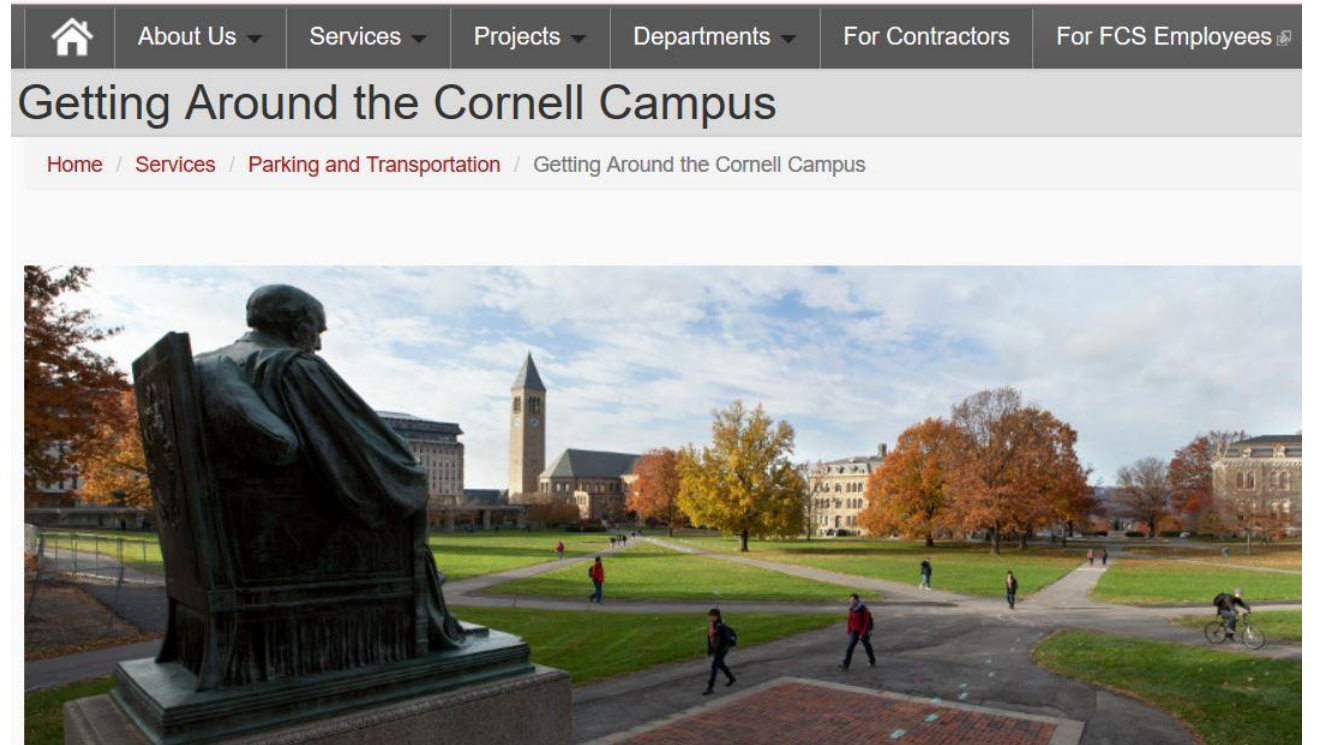 About Us Services Projects Departments For Contractors For FCS Employees
Getting Around the Cornell Campus
Home / Services / Parking and Transportation / Getting Around the Cornell Campus